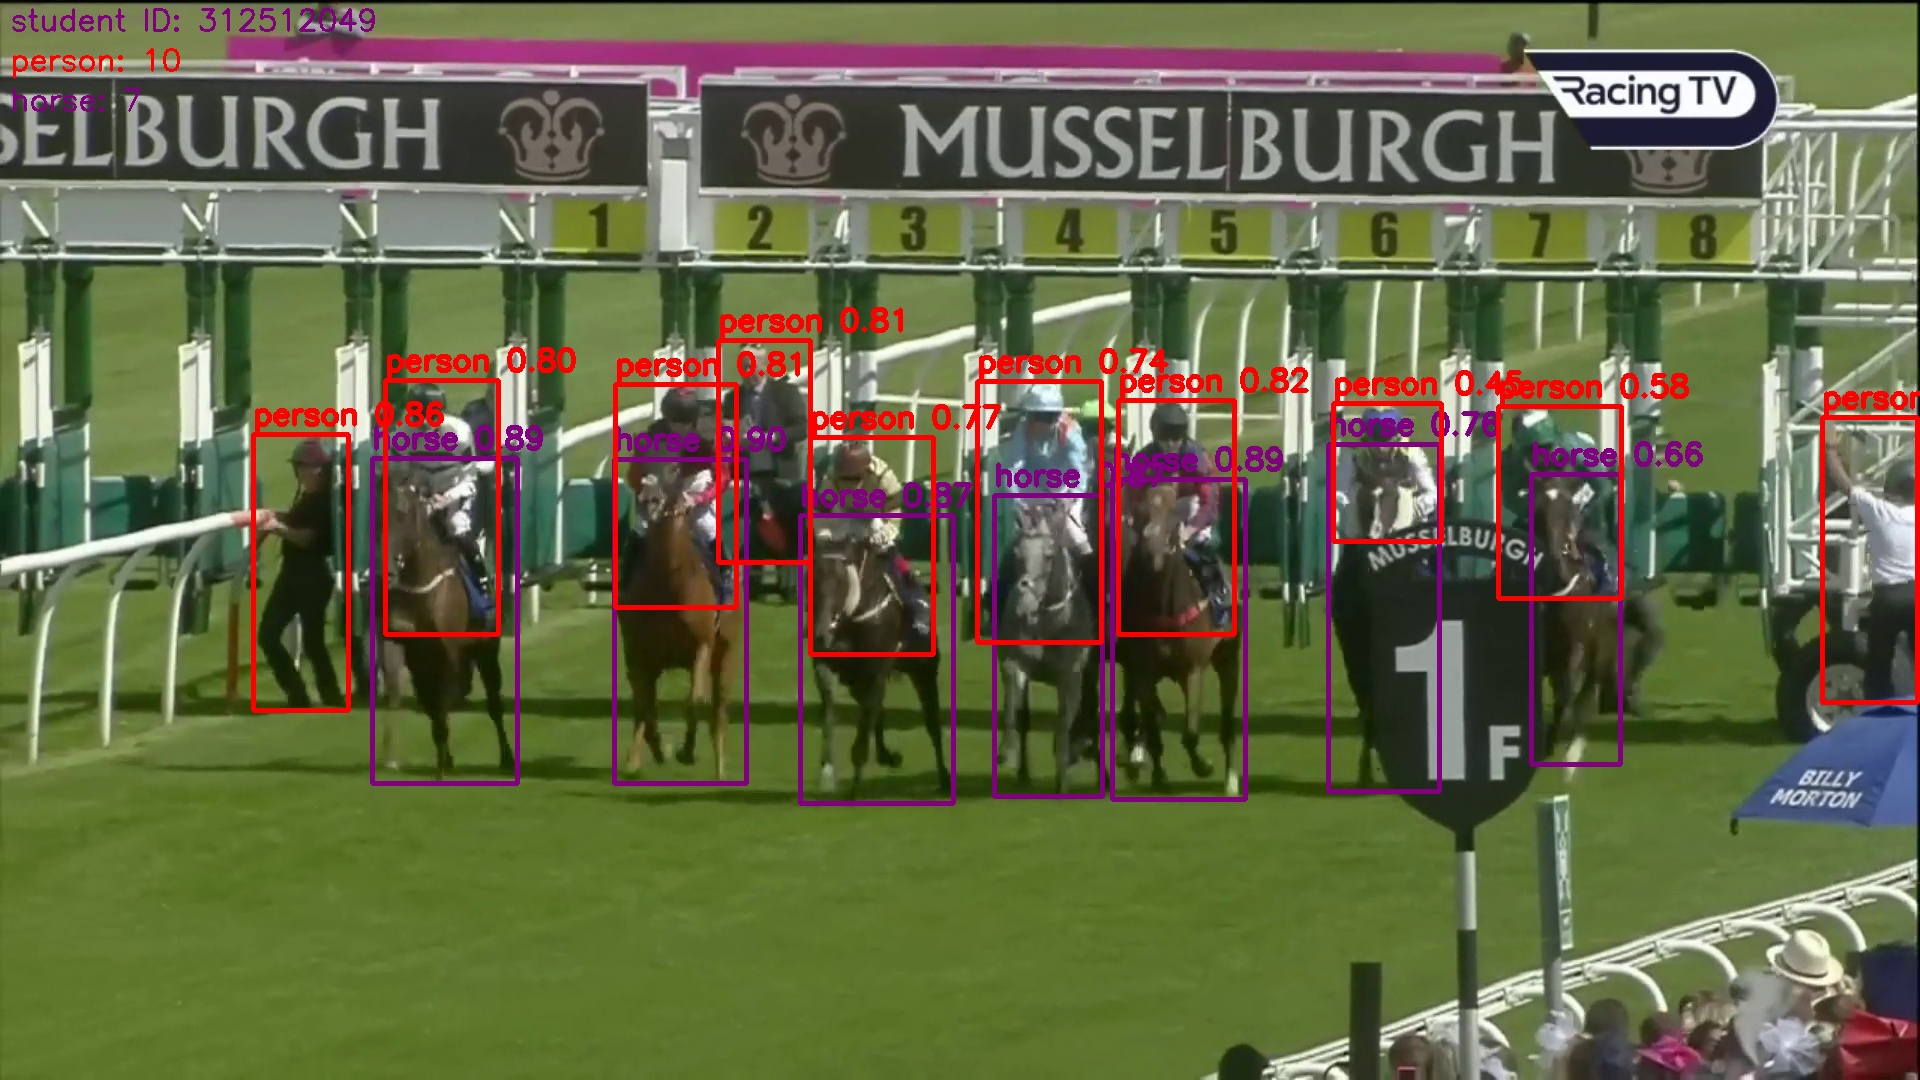 student ID: 312512049
person: 10
horse: 7
Racing TV
SELBURGH
MUSSELBURGH
1 2 3 4 5 6 7 8
person 0.81
person 0.80
person 0.81
person 0.74
person 0.82
person 0.45
person 0.58
person
person 0.86
person 0.77
horse 0.89
horse 0.90
horse 0.76
horse 0.89
horse 0.66
horse
horse 0.87
MUSSELBURGH
1
F
BILLY
MORTON